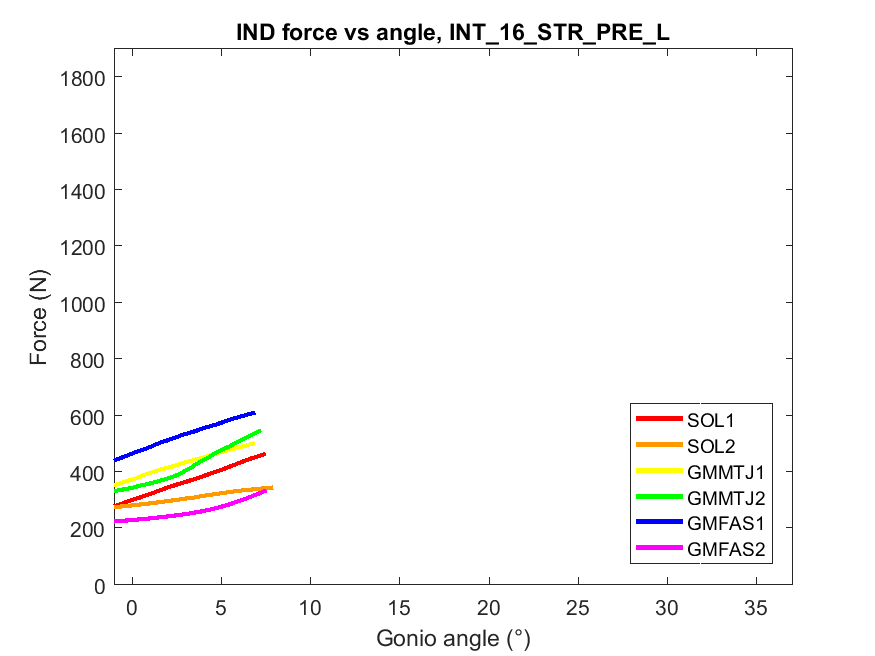 IND force vs angle, INT_16_STR_PRE_L
1800
1600
1400
1200
1000
800
600
400
200
0
Force (N)
SOL1
SOL2
GMMTJ1
GMMTJ2
GMFAS1
GMFAS2
0 5 10 15 20 25 30 35
Gonio angle (°)